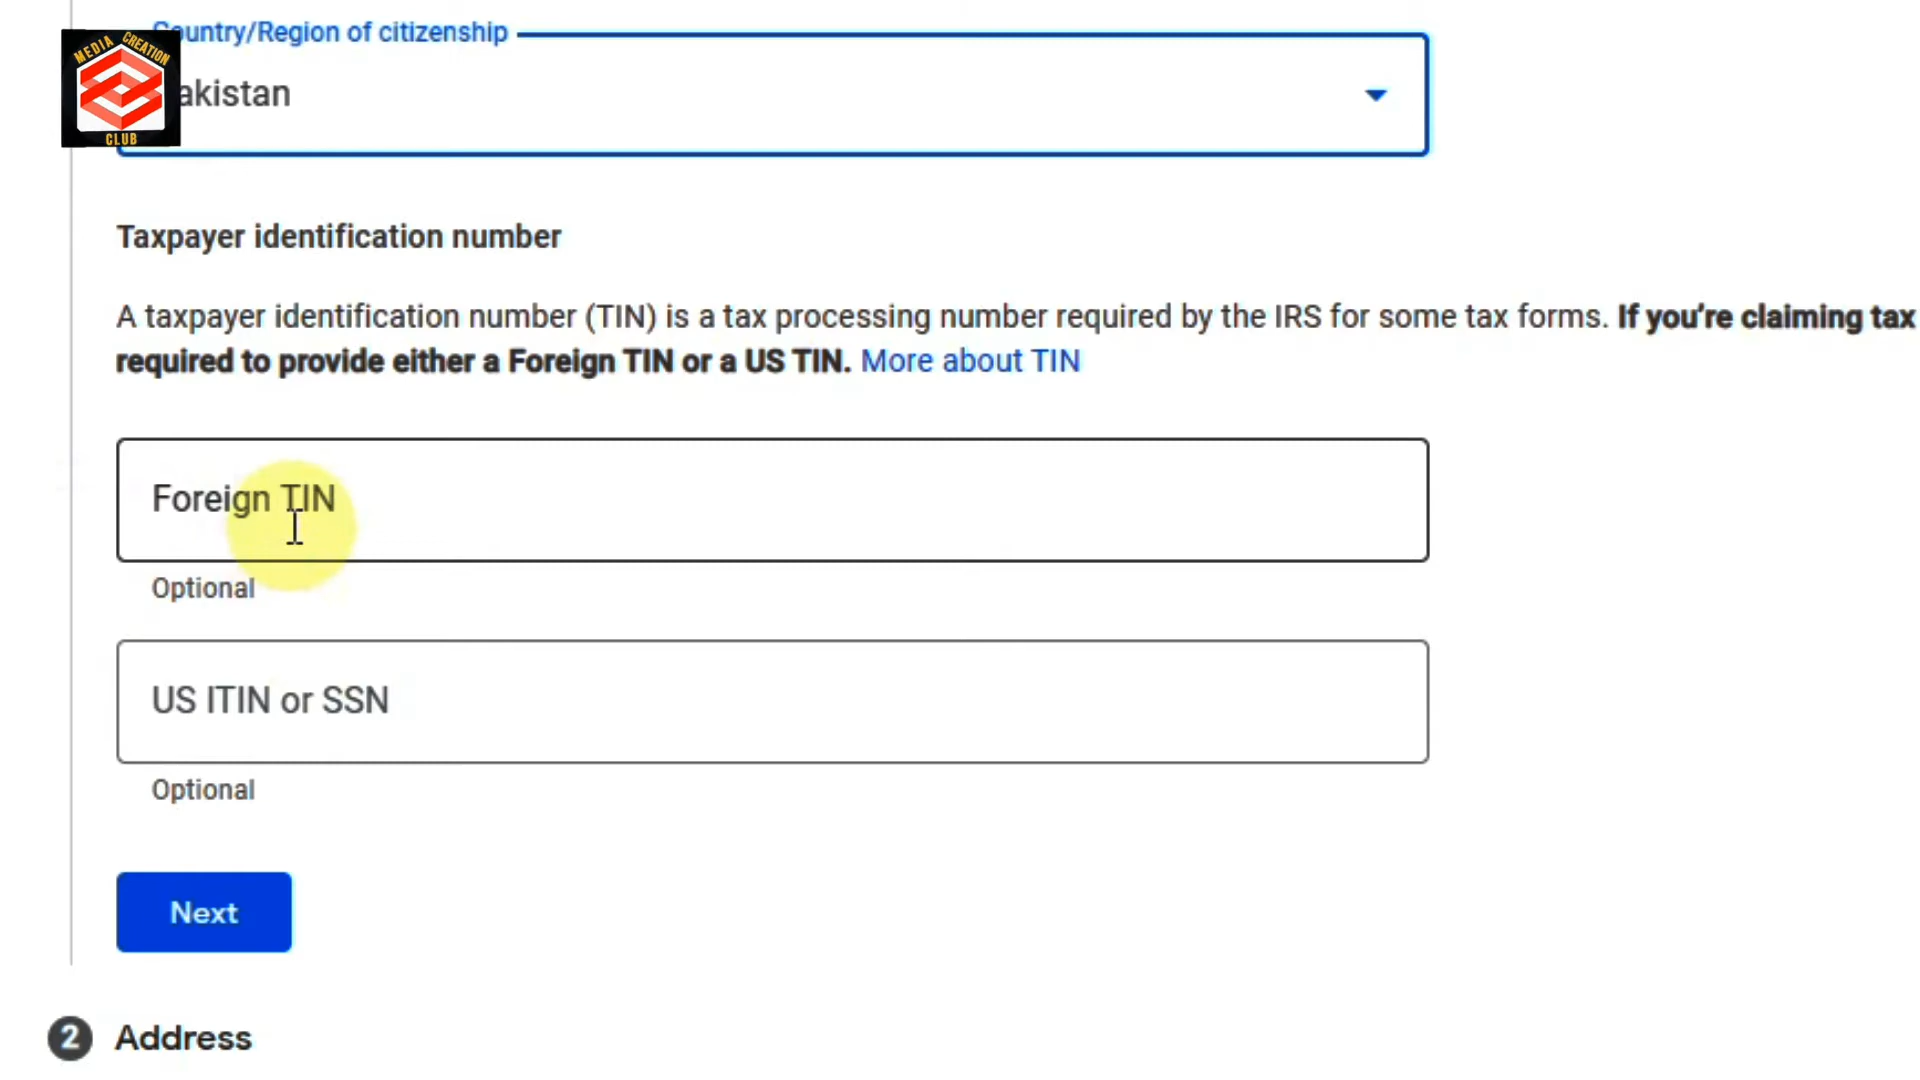 Country/Region of citizenship
MEDIA CREATION
CLUB
akistan
Taxpayer identification number
A taxpayer identification number (TIN) is a tax processing number required by the IRS for some tax forms. If you're claiming tax
required to provide either a Foreign TIN or a US TIN. More about TIN
Foreign TIN
Optional
US ITIN or SSN
Optional
Next
2 Address